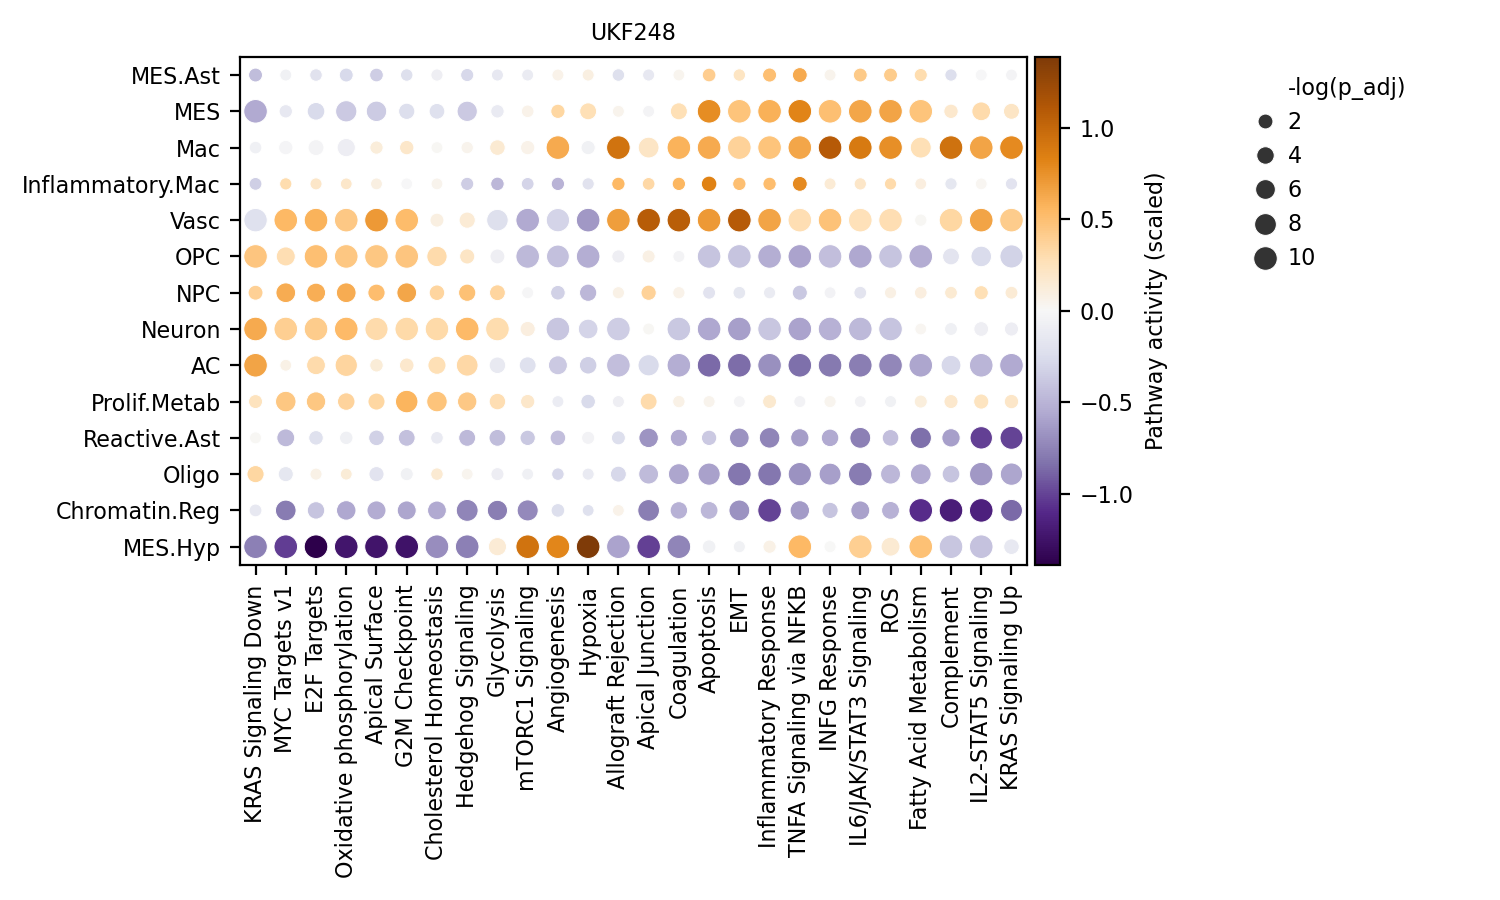 UKF248
MES.Ast
MES
Mac
Inflammatory.Mac
Vasc
OPC
NPC
Neuron
AC
Prolif.Metab
Reactive.Ast
Oligo
Chromatin.Reg
MES.Hyp
KRAS Signaling Down
MYC Targets v1
E2F Targets
Oxidative phosphorylation
Apical Surface
G2M Checkpoint
Cholesterol Homeostasis
Hedgehog Signaling
Glycolysis
mTORC1 Signaling
Angiogenesis
Hypoxia
Allograft Rejection
Apical Junction
Coagulation
Apoptosis
EMT
Inflammatory Response
TNFA Signaling via NFKB
INFG Response
IL6/JAK/STAT3 Signaling
ROS
Fatty Acid Metabolism
Complement
IL2-STAT5 Signaling
KRAS Signaling Up
1.0
0.5
0.0
−0.5
−1.0
Pathway activity (scaled)
-log(p_adj)
2
4
6
8
10